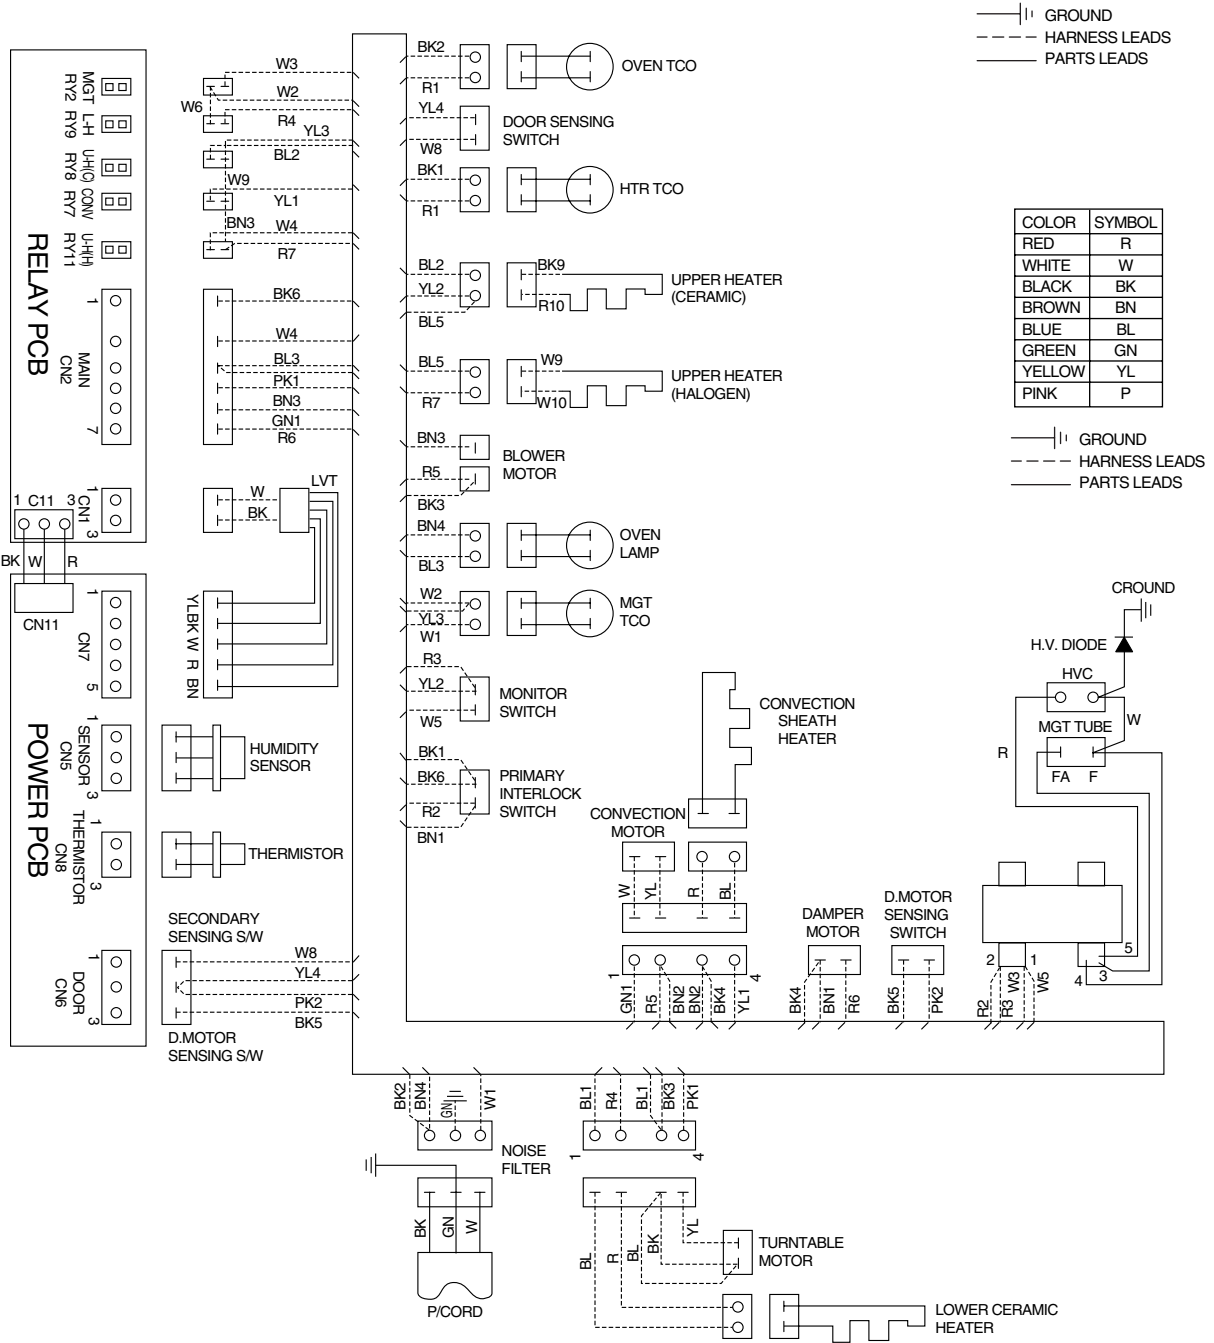 GROUND
HARNESS LEADS
PARTS LEADS
COLOR SYMBOL
RED R
WHITE W
BLACK BK
BROWN BN
BLUE BL
GREEN GN
YELLOW YL
PINK P
GROUND
HARNESS LEADS
PARTS LEADS
RELAY PCB
MGT
RY2
L-H
RY9
U-H(C)
RY8
CONV
RY7
U-H(H)
RY11
1
MAIN
CN2
7
1
CN1
3
1 C11 3
BK W R
CN11
POWER PCB
1
CN7
5
1
SENSOR
CN5
3
1
THERMISTOR
CN8
3
1
DOOR
CN6
3
W3
W2
W6
R4
YL3
BL2
W9
YL1
BN3 W4
R7
BK6
W4
BL3
PK1
BN3
GN1
R6
W
BK
LVT
YL
BK
W
R
BN
HUMIDITY
SENSOR
THERMISTOR
SECONDARY
SENSING S/W
W8
YL4
PK2
BK5
D.MOTOR
SENSING S/W
BK2
R1
OVEN TCO
YL4
W8
DOOR SENSING
SWITCH
BK1
R1
HTR TCO
BL2
YL2
BL5
BK9
R10
UPPER HEATER
(CERAMIC)
BL5
R7
W9
W10
UPPER HEATER
(HALOGEN)
BN3
R5
BK3
BLOWER
MOTOR
BN4
BL3
OVEN
LAMP
W2
YL3
W1
MGT
TCO
R3
YL2
W5
MONITOR
SWITCH
BK1
BK6
R2
BN1
PRIMARY
INTERLOCK
SWITCH
CONVECTION
SHEATH
HEATER
CONVECTION
MOTOR
W YL R BL
1 4
GN1 R5 BN2 BN2 BK4 YL1
DAMPER
MOTOR
BK4 BN1 R6
D.MOTOR
SENSING
SWITCH
BK5 PK2
CROUND
H.V. DIODE
HVC
W
MGT TUBE
R
FA F
5
2 1 4 3
R2 R3 W3 W5
BK2 BN4 GN W1
NOISE
FILTER
BK GN W
P/CORD
BL1 R4 BL1 BK3 PK1
1 4
BL R BL BK YL
TURNTABLE
MOTOR
LOWER CERAMIC
HEATER